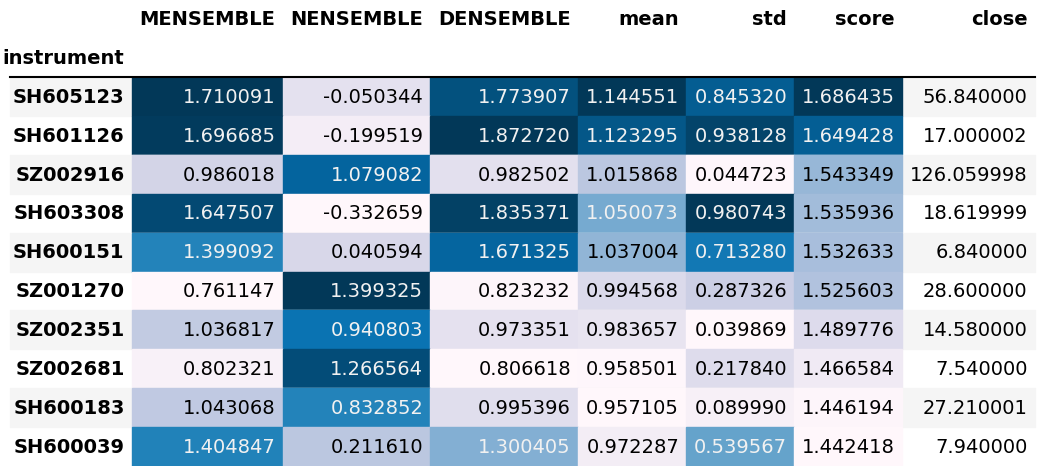 MENSEMBLE NENSEMBLE DENSEMBLE mean std score close
instrument
SH605123 1.710091 -0.050344 1.773907 1.144551 0.845320 1.686435 56.840000
SH601126 1.696685 -0.199519 1.872720 1.123295 0.938128 1.649428 17.000002
SZ002916 0.986018 1.079082 0.982502 1.015868 0.044723 1.543349 126.059998
SH603308 1.647507 -0.332659 1.835371 1.050073 0.980743 1.535936 18.619999
SH600151 1.399092 0.040594 1.671325 1.037004 0.713280 1.532633 6.840000
SZ001270 0.761147 1.399325 0.823232 0.994568 0.287326 1.525603 28.600000
SZ002351 1.036817 0.940803 0.973351 0.983657 0.039869 1.489776 14.580000
SZ002681 0.802321 1.266564 0.806618 0.958501 0.217840 1.466584 7.540000
SH600183 1.043068 0.832852 0.995396 0.957105 0.089990 1.446194 27.210001
SH600039 1.404847 0.211610 1.300405 0.972287 0.539567 1.442418 7.940000